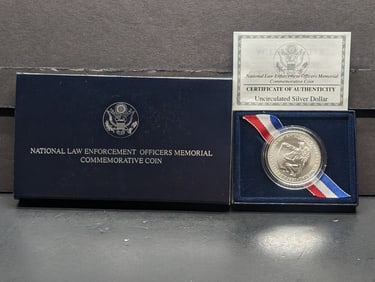 NATIONAL LAW ENFORCEMENT OFFICERS MEMORIAL
COMMEMORATIVE COIN
National Law Enforcement Officers Memorial
Commemorative Coin
CERTIFICATE OF AUTHENTICITY
Uncirculated Silver Dollar